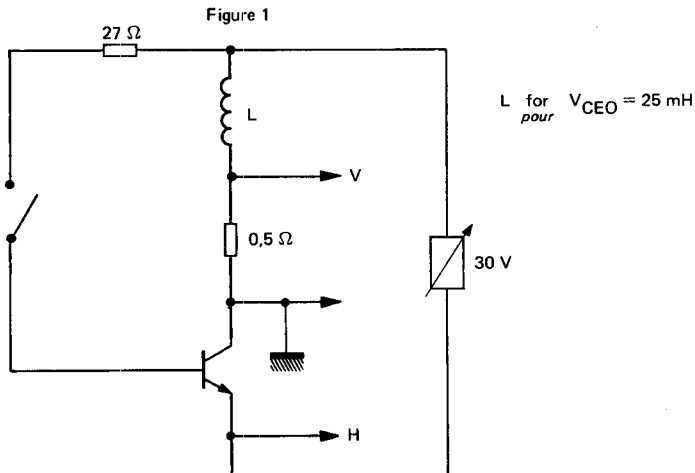 Figure 1
27 Ω
L
L for V_CEO = 25 mH
pour
V
0,5 Ω
30 V
H